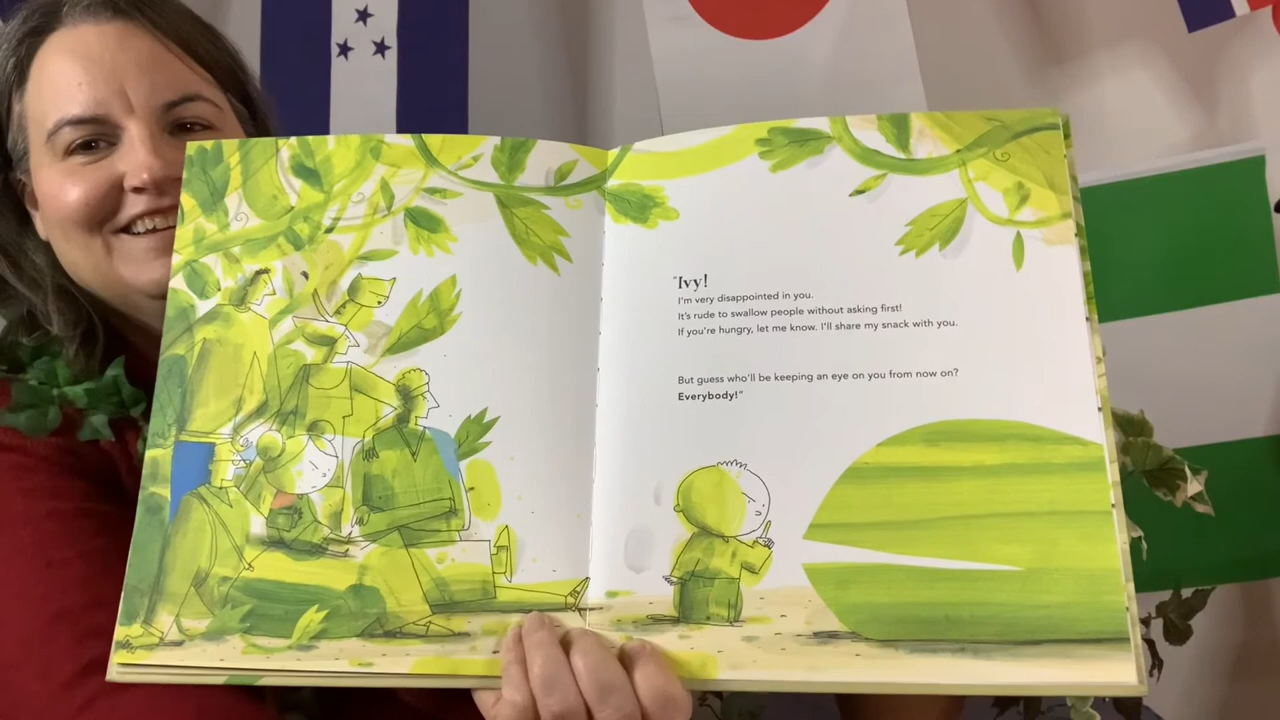 "Ivy!
I'm very disappointed in you.
It's rude to swallow people without asking first!
If you're hungry, let me know. I'll share my snack with you.
But guess who'll be keeping an eye on you from now on?
Everybody!"